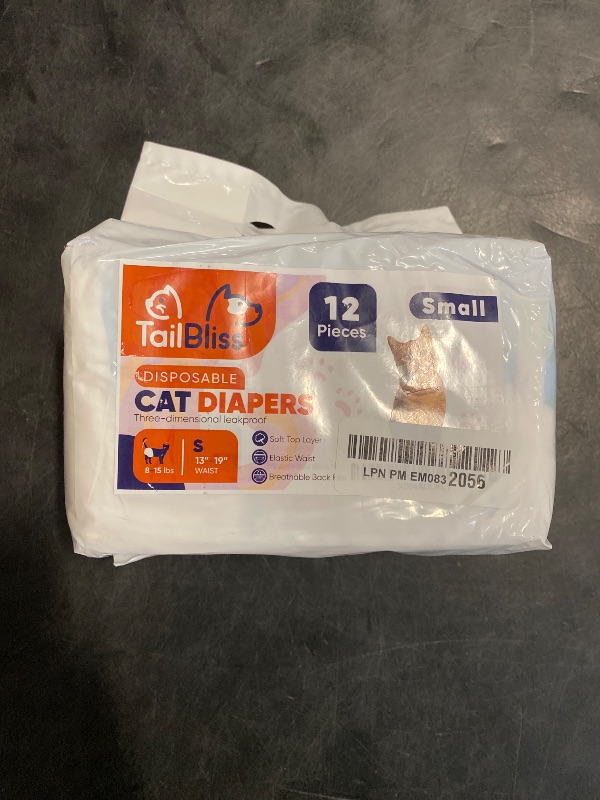 TailBliss
12
Pieces
Small
DISPOSABLE
CAT DIAPERS
Three-dimensional leakproof
8 15 lbs
S
13" 19"
WAIST
Soft Top Layer
Elastic Waist
Breathable Back
LPN PM EM083 2056